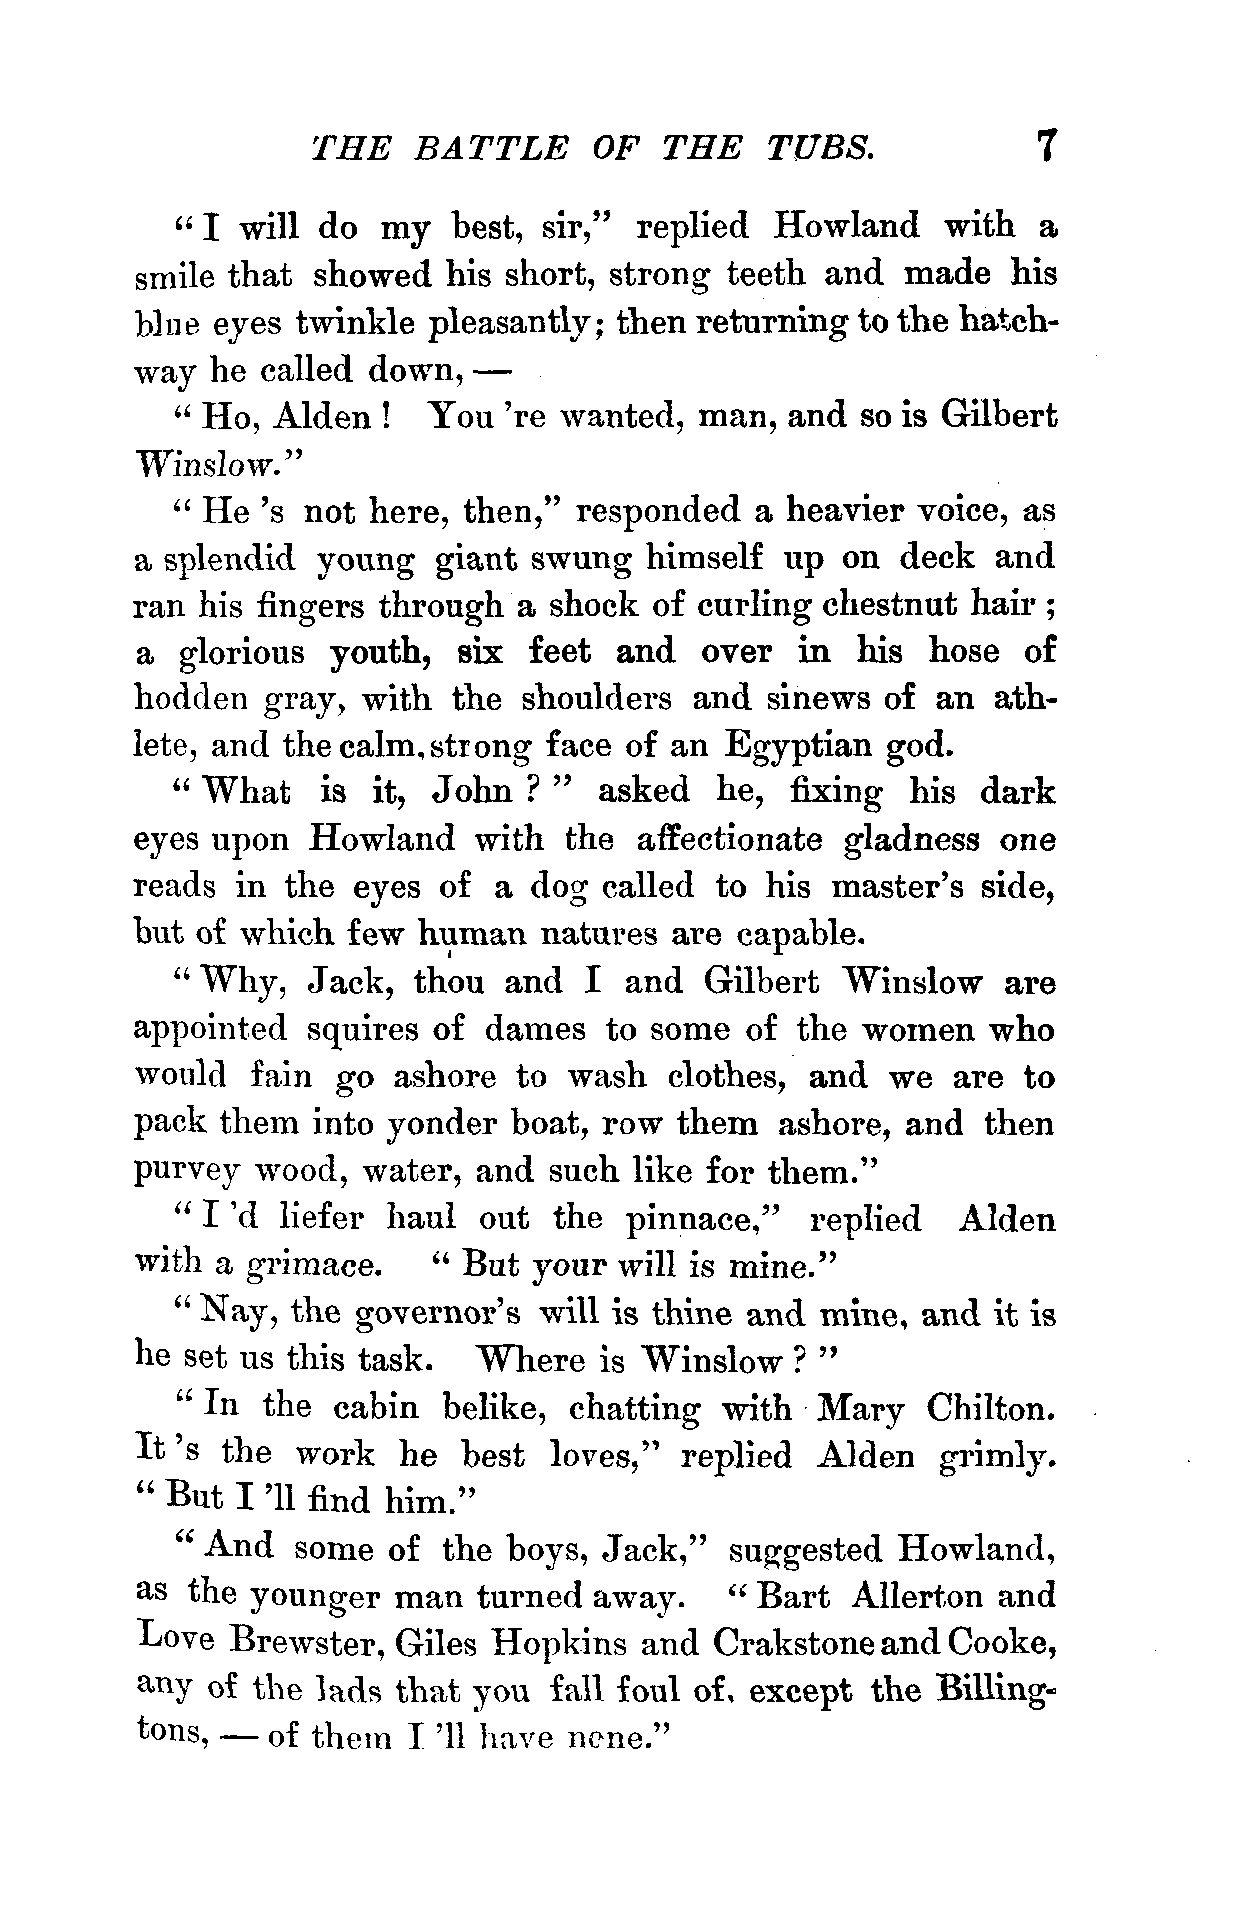 THE BATTLE OF THE TUBS. 7
“ I will do my best, sir,” replied Howland with a
smile that showed his short, strong teeth and made his
blue eyes twinkle pleasantly; then returning to the hatch-
way he called down, —
“ Ho, Alden ! You ’re wanted, man, and so is Gilbert
Winslow.”
“ He ’s not here, then,” responded a heavier voice, as
a splendid young giant swung himself up on deck and
ran his fingers through a shock of curling chestnut hair ;
a glorious youth, six feet and over in his hose of
hodden gray, with the shoulders and sinews of an ath-
lete, and the calm, strong face of an Egyptian god.
“ What is it, John ? ” asked he, fixing his dark
eyes upon Howland with the affectionate gladness one
reads in the eyes of a dog called to his master’s side,
but of which few human natures are capable.
“ Why, Jack, thou and I and Gilbert Winslow are
appointed squires of dames to some of the women who
would fain go ashore to wash clothes, and we are to
pack them into yonder boat, row them ashore, and then
purvey wood, water, and such like for them.”
“ I ’d liefer haul out the pinnace,” replied Alden
with a grimace. “ But your will is mine.”
“ Nay, the governor’s will is thine and mine, and it is
he set us this task. Where is Winslow ? ”
“ In the cabin belike, chatting with Mary Chilton.
It ’s the work he best loves,” replied Alden grimly.
“ But I ’ll find him.”
“ And some of the boys, Jack,” suggested Howland,
as the younger man turned away. “ Bart Allerton and
Love Brewster, Giles Hopkins and Crakstone and Cooke,
any of the lads that you fall foul of, except the Billing-
tons, — of them I ’ll have none.”